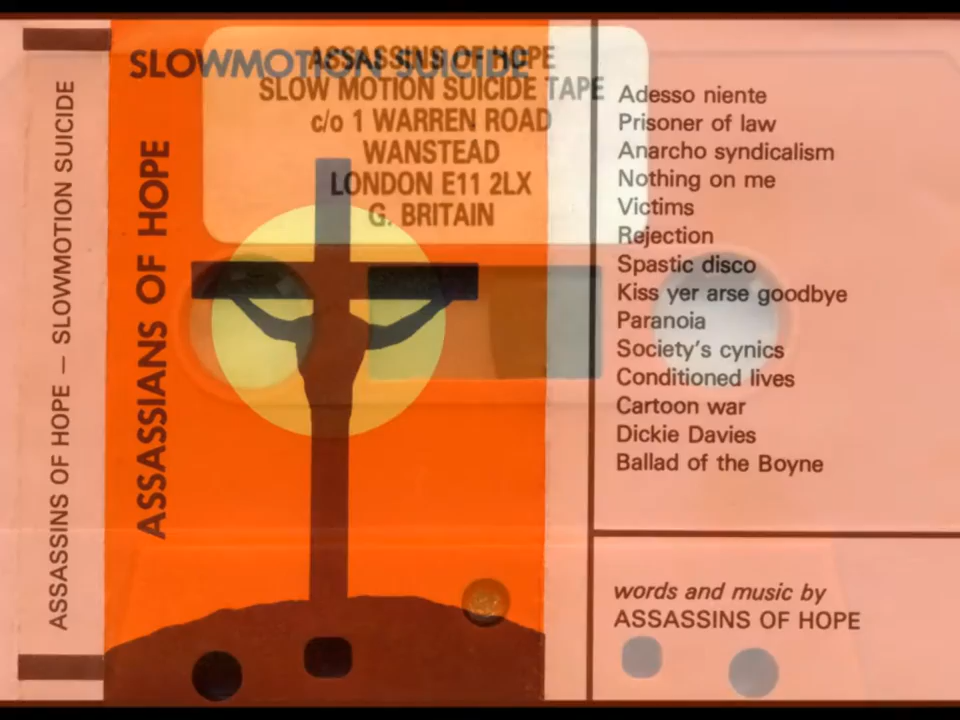 ASSASSINS OF HOPE — SLOWMOTION SUICIDE
ASSASSIANS OF HOPE
SLOWMOTION SUICIDE
ASSASSINS OF HOPE
SLOW MOTION SUICIDE TAPE
c/o 1 WARREN ROAD
WANSTEAD
LONDON E11 2LX
G. BRITAIN
Adesso niente
Prisoner of law
Anarcho syndicalism
Nothing on me
Victims
Rejection
Spastic disco
Kiss yer arse goodbye
Paranoia
Society's cynics
Conditioned lives
Cartoon war
Dickie Davies
Ballad of the Boyne
words and music by
ASSASSINS OF HOPE